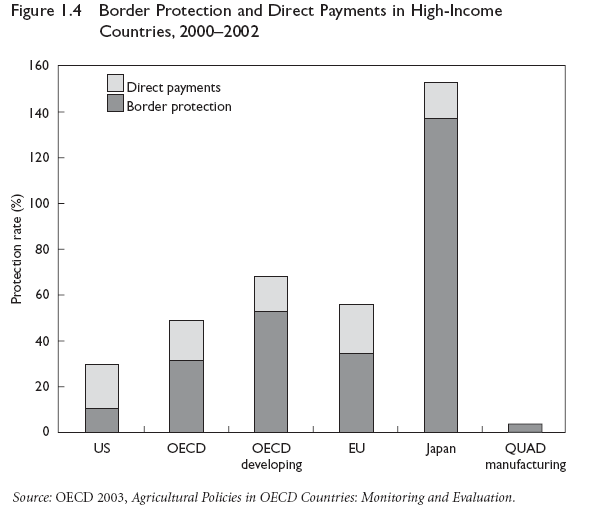 Figure 1.4 Border Protection and Direct Payments in High-Income
Countries, 2000–2002
Protection rate (%)
160
140
120
100
80
60
40
20
0
Direct payments
Border protection
US
OECD
OECD
developing
EU
Japan
QUAD
manufacturing
Source: OECD 2003, Agricultural Policies in OECD Countries: Monitoring and Evaluation.